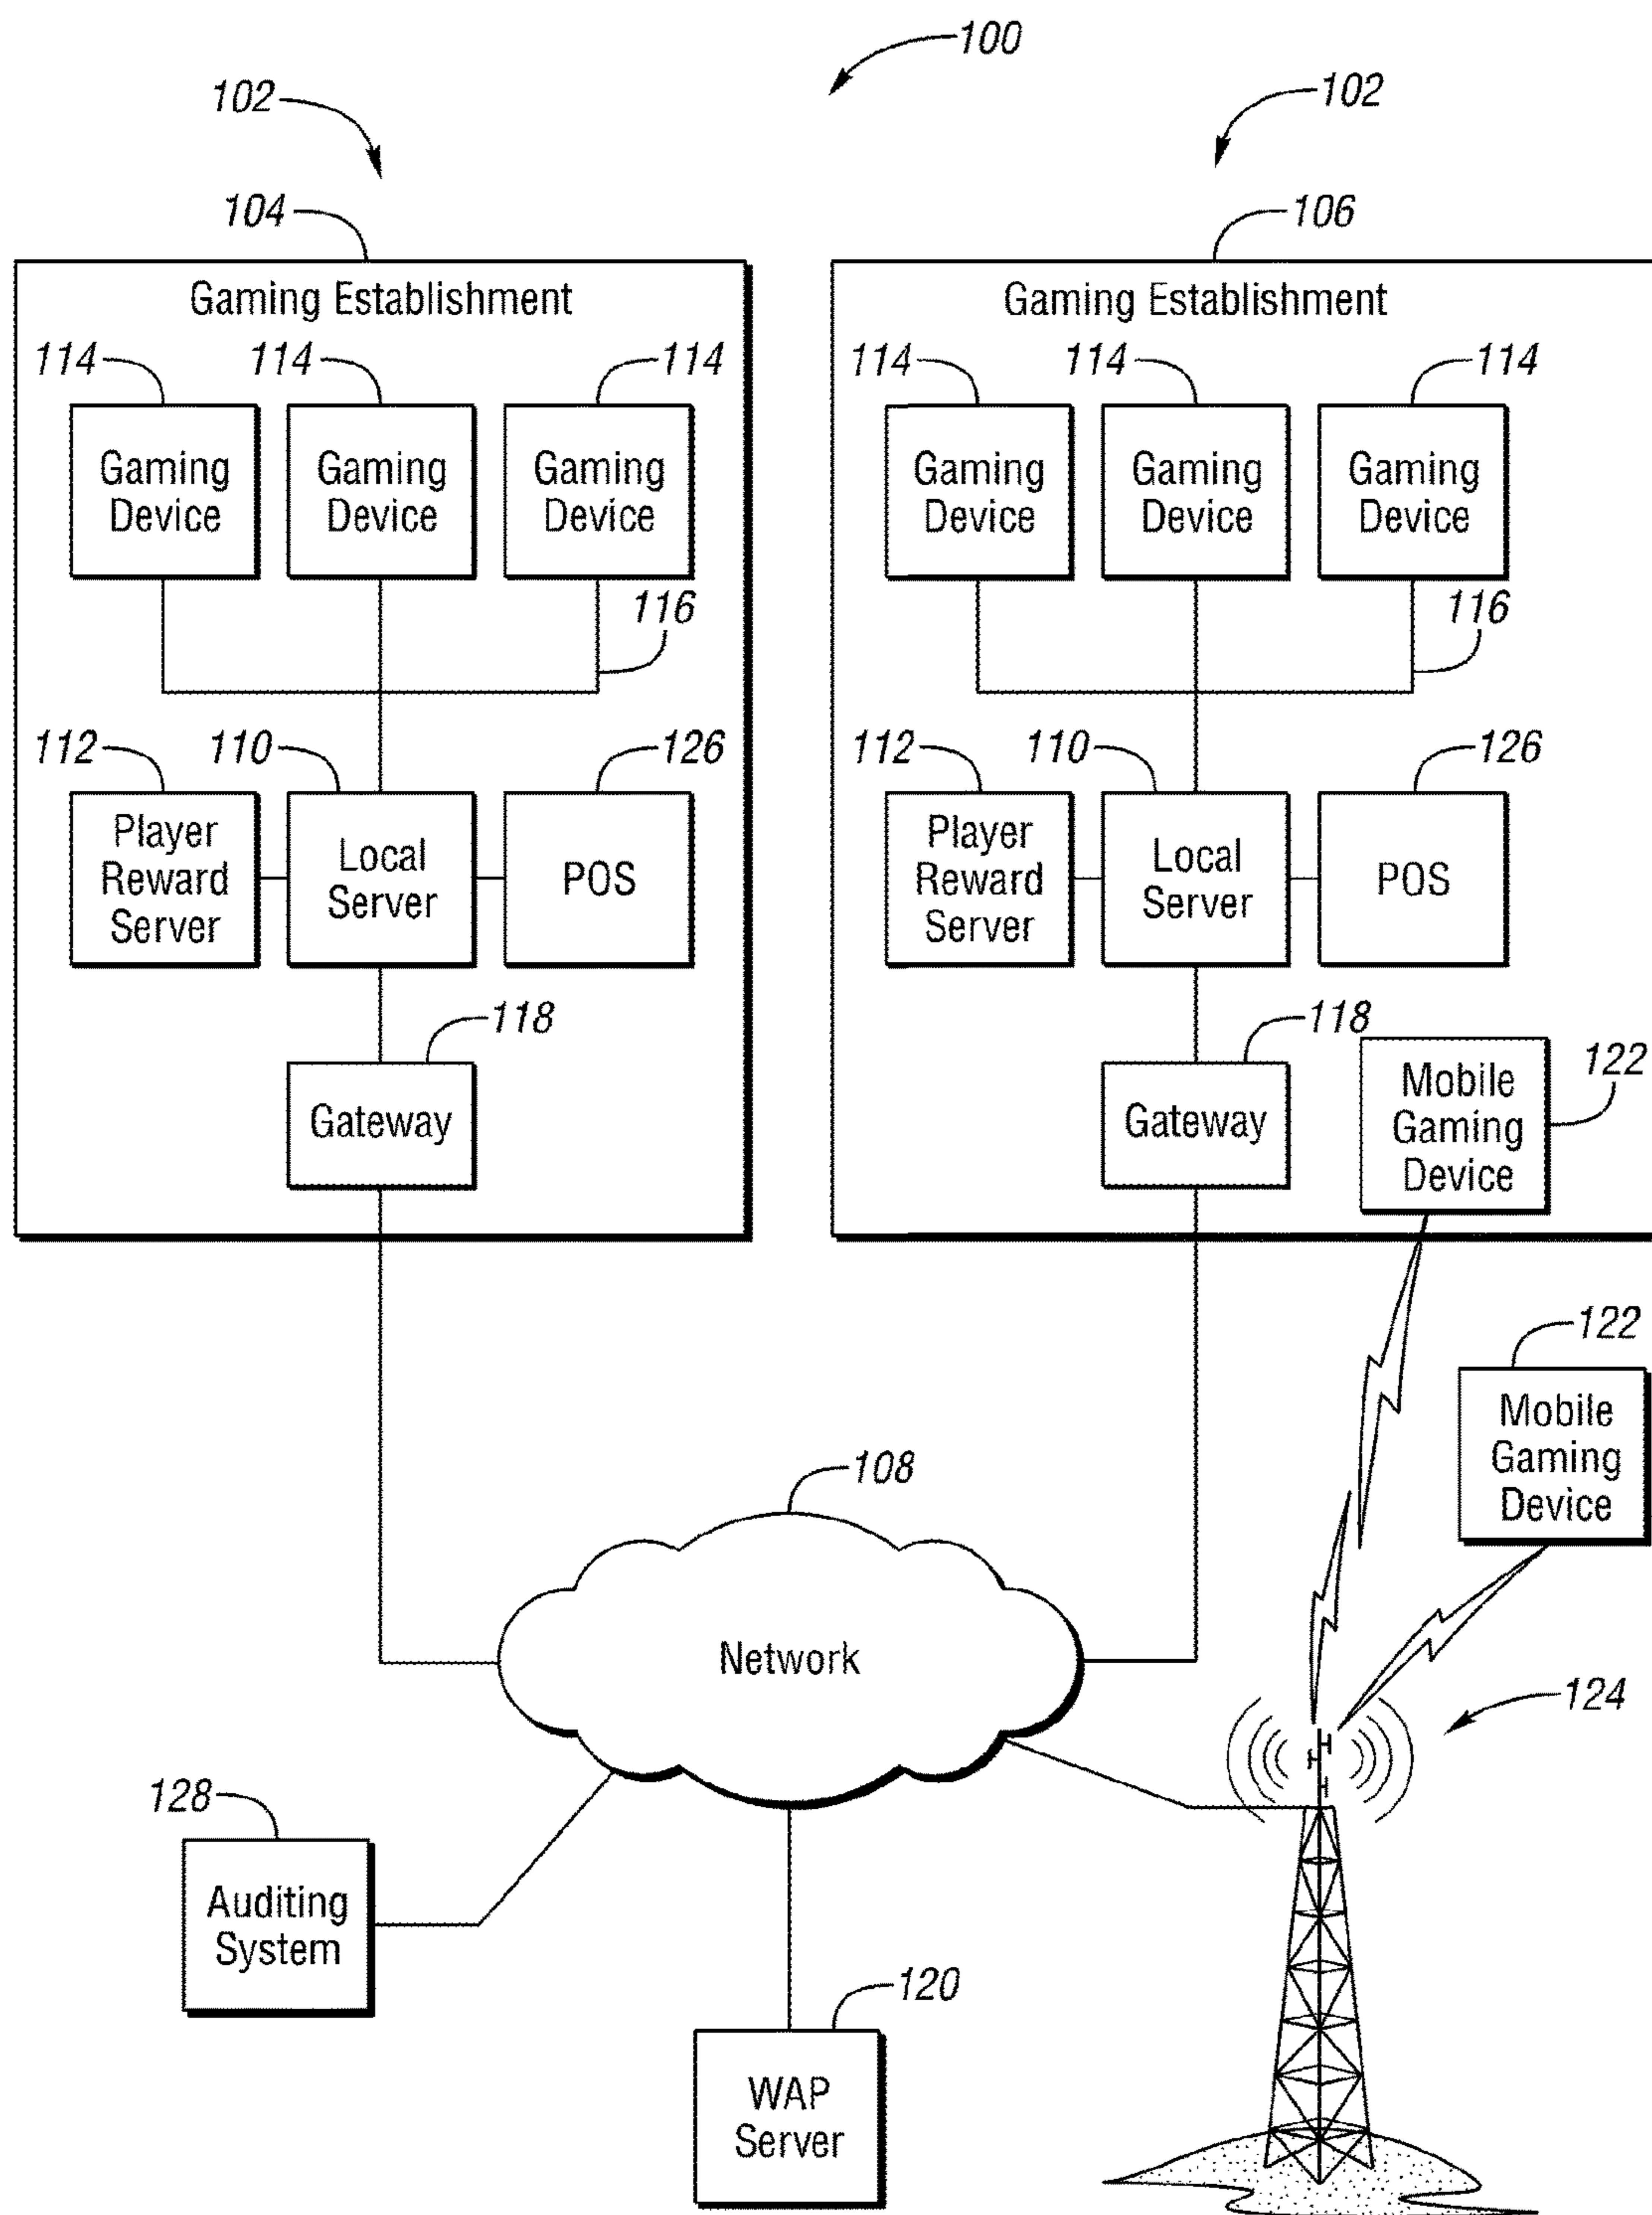 100
102
102
104
106
Gaming Establishment
Gaming Establishment
114
114
114
114
114
114
Gaming
Device
Gaming
Device
Gaming
Device
Gaming
Device
Gaming
Device
Gaming
Device
116
116
112
110
126
112
110
126
Player
Reward
Server
Local
Server
POS
Player
Reward
Server
Local
Server
POS
118
118
122
Gateway
Gateway
Mobile
Gaming
Device
122
Mobile
Gaming
Device
108
Network
124
128
Auditing
System
120
WAP
Server